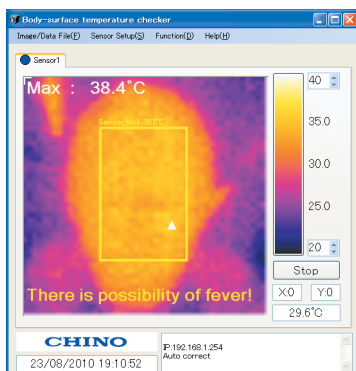 Body-surface temperature checker
Image/Data File(F) Sensor Setup(S) Function(D) Help(H)
Sensor1
Max : 38.4°C
40
35.0
30.0
25.0
20
There is possibility of fever!
Stop
X:0 Y:0
29.6°C
CHINO
23/08/2010 19:10:52
IP:192.168.1:254
Auto correct